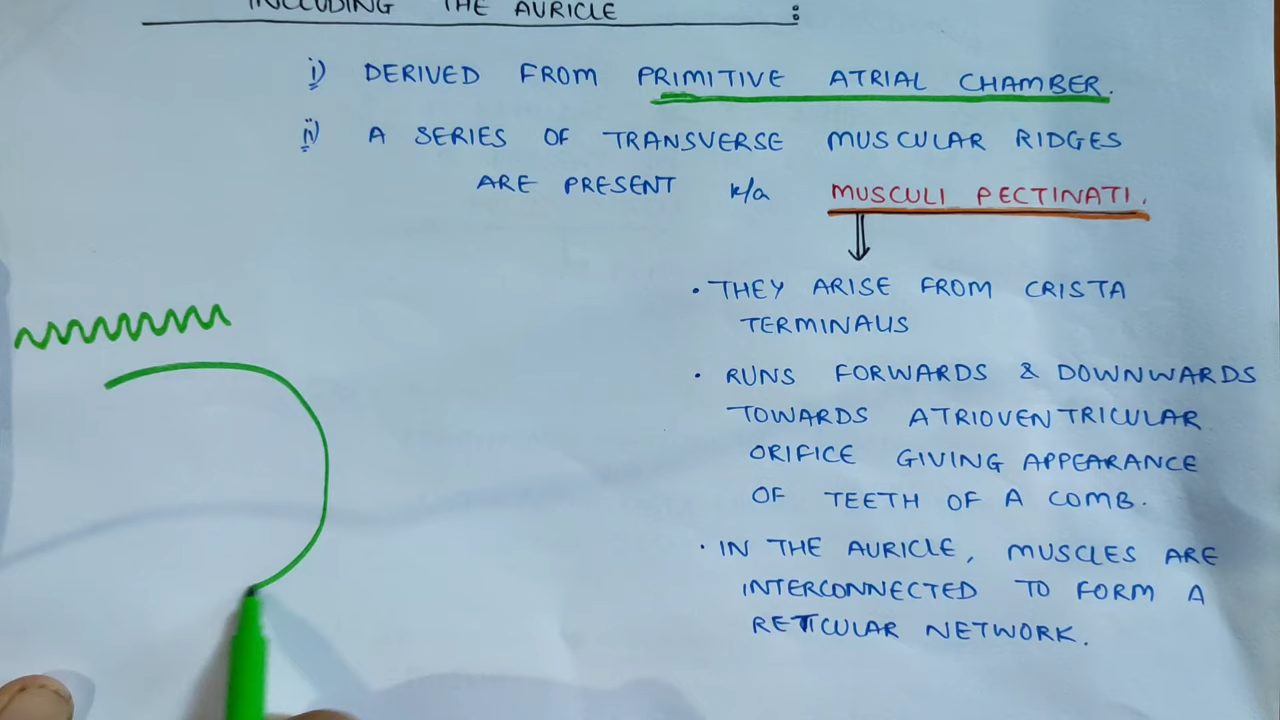 INCLUDING THE AURICLE :
i) DERIVED FROM PRIMITIVE ATRIAL CHAMBER.
ii) A SERIES OF TRANSVERSE MUSCULAR RIDGES
ARE PRESENT k/a MUSCULI PECTINATI.
• THEY ARISE FROM CRISTA
TERMINALIS
• RUNS FORWARDS & DOWNWARDS
TOWARDS ATRIOVENTRICULAR
ORIFICE GIVING APPEARANCE
OF TEETH OF A COMB.
• IN THE AURICLE, MUSCLES ARE
INTERCONNECTED TO FORM A
RETICULAR NETWORK.